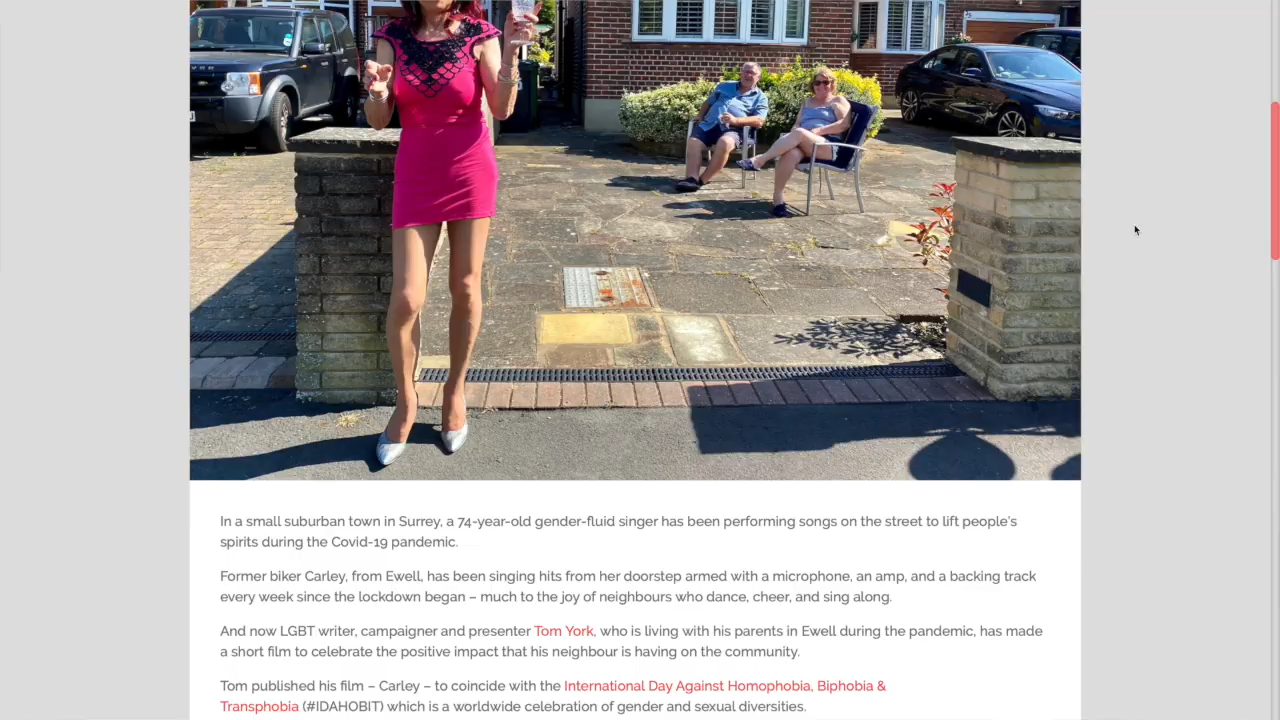 In a small suburban town in Surrey, a 74-year-old gender-fluid singer has been performing songs on the street to lift people's
spirits during the Covid-19 pandemic.
Former biker Carley, from Ewell, has been singing hits from her doorstep armed with a microphone, an amp, and a backing track
every week since the lockdown began – much to the joy of neighbours who dance, cheer, and sing along.
And now LGBT writer, campaigner and presenter Tom York, who is living with his parents in Ewell during the pandemic, has made
a short film to celebrate the positive impact that his neighbour is having on the community.
Tom published his film – Carley – to coincide with the International Day Against Homophobia, Biphobia &
Transphobia (#IDAHOBIT) which is a worldwide celebration of gender and sexual diversities.